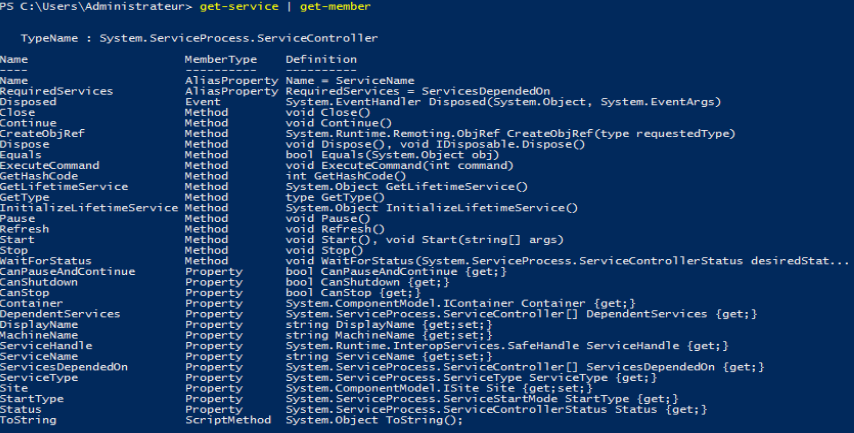 PS C:\Users\Administrateur> get-service | get-member
TypeName : System.ServiceProcess.ServiceController
Name MemberType Definition
---- ---------- ----------
Name AliasProperty Name = ServiceName
RequiredServices AliasProperty RequiredServices = ServicesDependedOn
Disposed Event System.EventHandler Disposed(System.Object, System.EventArgs)
Close Method void Close()
Continue Method void Continue()
CreateObjRef Method System.Runtime.Remoting.ObjRef CreateObjRef(type requestedType)
Dispose Method void Dispose(), void IDisposable.Dispose()
Equals Method bool Equals(System.Object obj)
ExecuteCommand Method void ExecuteCommand(int command)
GetHashCode Method int GetHashCode()
GetLifetimeService Method System.Object GetLifetimeService()
GetType Method type GetType()
InitializeLifetimeService Method System.Object InitializeLifetimeService()
Pause Method void Pause()
Refresh Method void Refresh()
Start Method void Start(), void Start(string[] args)
Stop Method void Stop()
WaitForStatus Method void WaitForStatus(System.ServiceProcess.ServiceControllerStatus desiredStat...
CanPauseAndContinue Property bool CanPauseAndContinue {get;}
CanShutdown Property bool CanShutdown {get;}
CanStop Property bool CanStop {get;}
Container Property System.ComponentModel.IContainer Container {get;}
DependentServices Property System.ServiceProcess.ServiceController[] DependentServices {get;}
DisplayName Property string DisplayName {get;set;}
MachineName Property string MachineName {get;set;}
ServiceHandle Property System.Runtime.InteropServices.SafeHandle ServiceHandle {get;}
ServiceName Property string ServiceName {get;set;}
ServicesDependedOn Property System.ServiceProcess.ServiceController[] ServicesDependedOn {get;}
ServiceType Property System.ServiceProcess.ServiceType ServiceType {get;}
Site Property System.ComponentModel.ISite Site {get;set;}
StartType Property System.ServiceProcess.ServiceStartMode StartType {get;}
Status Property System.ServiceProcess.ServiceControllerStatus Status {get;}
ToString ScriptMethod System.Object ToString();